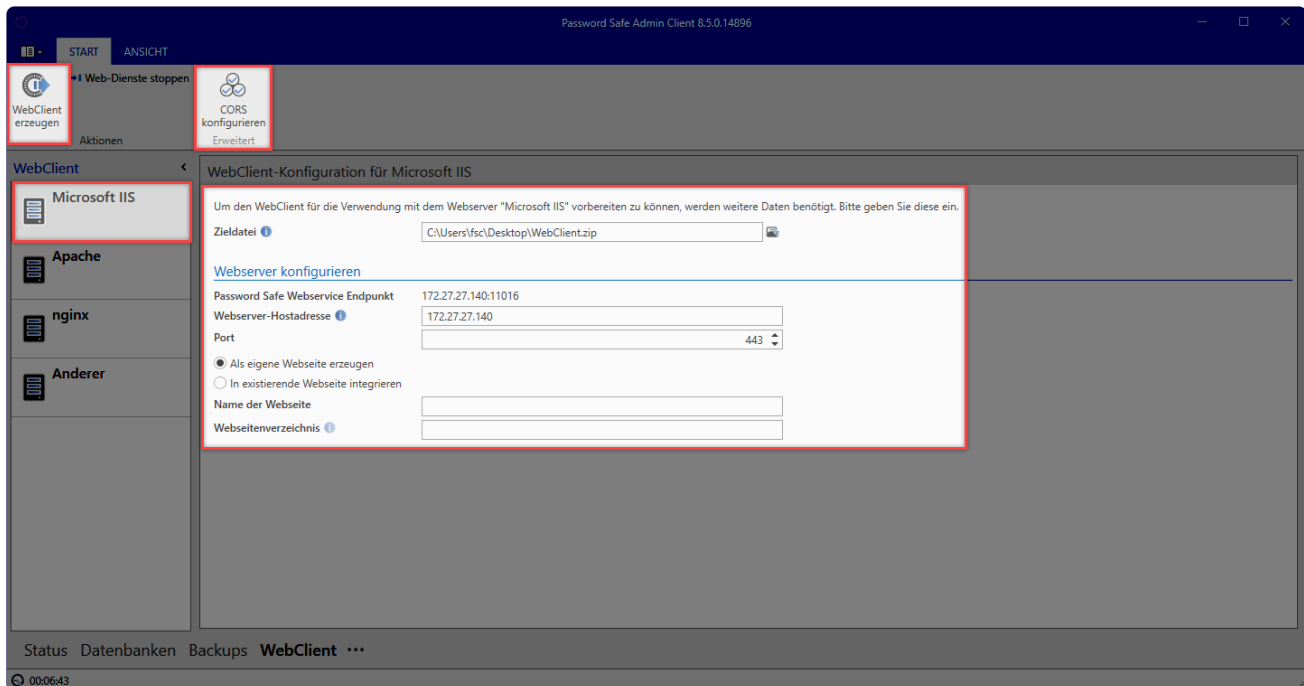 Password Safe Admin Client 8.5.0.14896
START ANSICHT
WebClient
erzeugen
Web-Dienste stoppen
Aktionen
CORS
konfigurieren
Erweitert
WebClient
Microsoft IIS
Apache
nginx
Anderer
WebClient-Konfiguration für Microsoft IIS
Um den WebClient für die Verwendung mit dem Webserver "Microsoft IIS" vorbereiten zu können, werden weitere Daten benötigt. Bitte geben Sie diese ein.
Zieldatei C:\Users\fsc\Desktop\WebClient.zip
Webserver konfigurieren
Password Safe Webservice Endpunkt 172.27.27.140:11016
Webserver-Hostadresse 172.27.27.140
Port 443
Als eigene Webseite erzeugen
In existierende Webseite integrieren
Name der Webseite
Webseitenverzeichnis
Status Datenbanken Backups WebClient •••
00:06:43